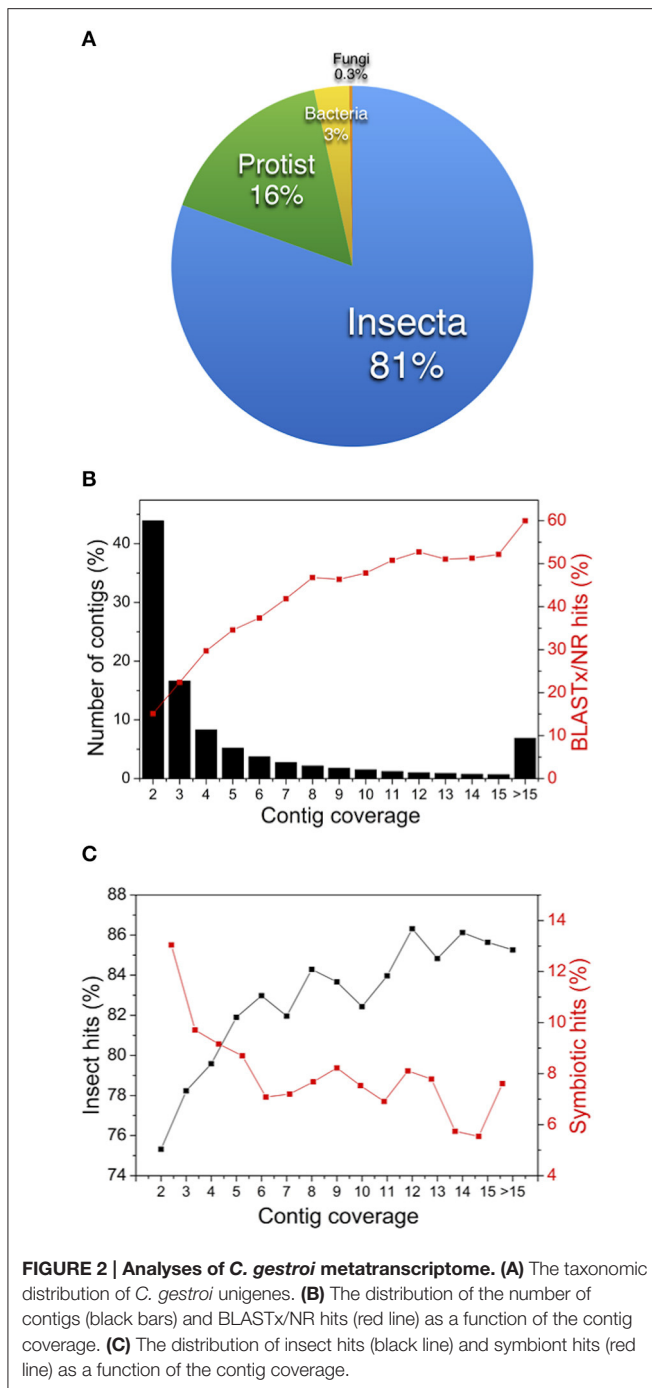 A
Fungi
0.3%
Bacteria
3%
Protist
16%
Insecta
81%
B
Number of contigs (%)
40
30
20
10
0
BLASTx/NR hits (%)
60
50
40
30
20
10
0
2 3 4 5 6 7 8 9 10 11 12 13 14 15 >15
Contig coverage
C
Insect hits (%)
88
86
84
82
80
78
76
74
Symbiotic hits (%)
14
12
10
8
6
4
2 3 4 5 6 7 8 9 10 11 12 13 14 15 >15
Contig coverage
FIGURE 2 | Analyses of C. gestroi metatranscriptome. (A) The taxonomic
distribution of C. gestroi unigenes. (B) The distribution of the number of
contigs (black bars) and BLASTx/NR hits (red line) as a function of the contig
coverage. (C) The distribution of insect hits (black line) and symbiont hits (red
line) as a function of the contig coverage.